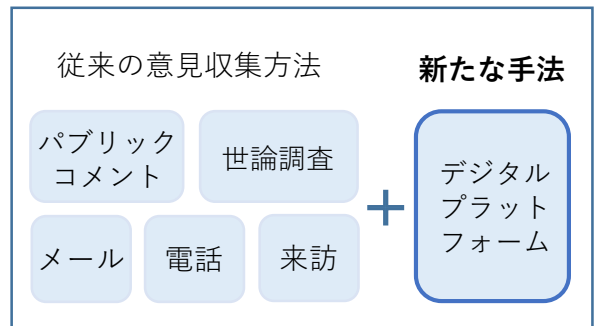 従来の意見収集方法
新たな手法
パブリック
コメント
世論調査
メール
電話
来訪
+
デジタル
プラット
フォーム